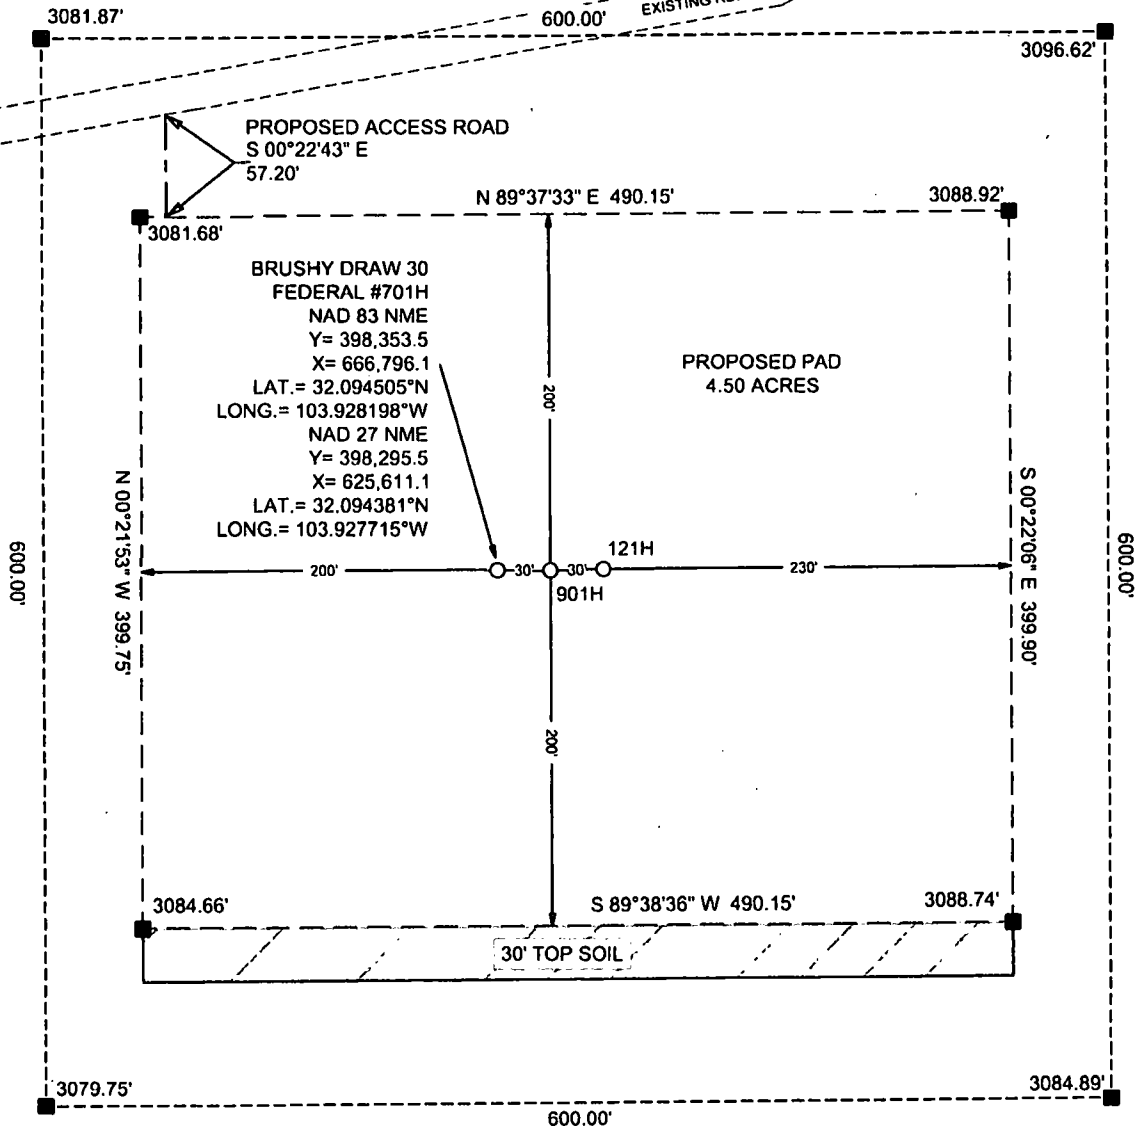 3081.87'
600.00'
EXISTING
3096.62'
PROPOSED ACCESS ROAD
S 00°22'43" E
57.20'
N 89°37'33" E 490.15'
3088.92'
3081.68'
BRUSHY DRAW 30
FEDERAL #701H
NAD 83 NME
Y= 398,353.5
X= 666,796.1
LAT.= 32.094505°N
LONG.= 103.928198°W
NAD 27 NME
Y= 398,295.5
X= 625,611.1
LAT.= 32.094381°N
LONG.= 103.927715°W
PROPOSED PAD
4.50 ACRES
200'
N 00°21'53" W 399.75'
S 00°22'06" E 399.90'
600.00'
600.00'
121H
200'
30'
30'
230'
901H
200'
3084.66'
S 89°38'36" W 490.15'
3088.74'
30' TOP SOIL
3079.75'
3084.89'
600.00'